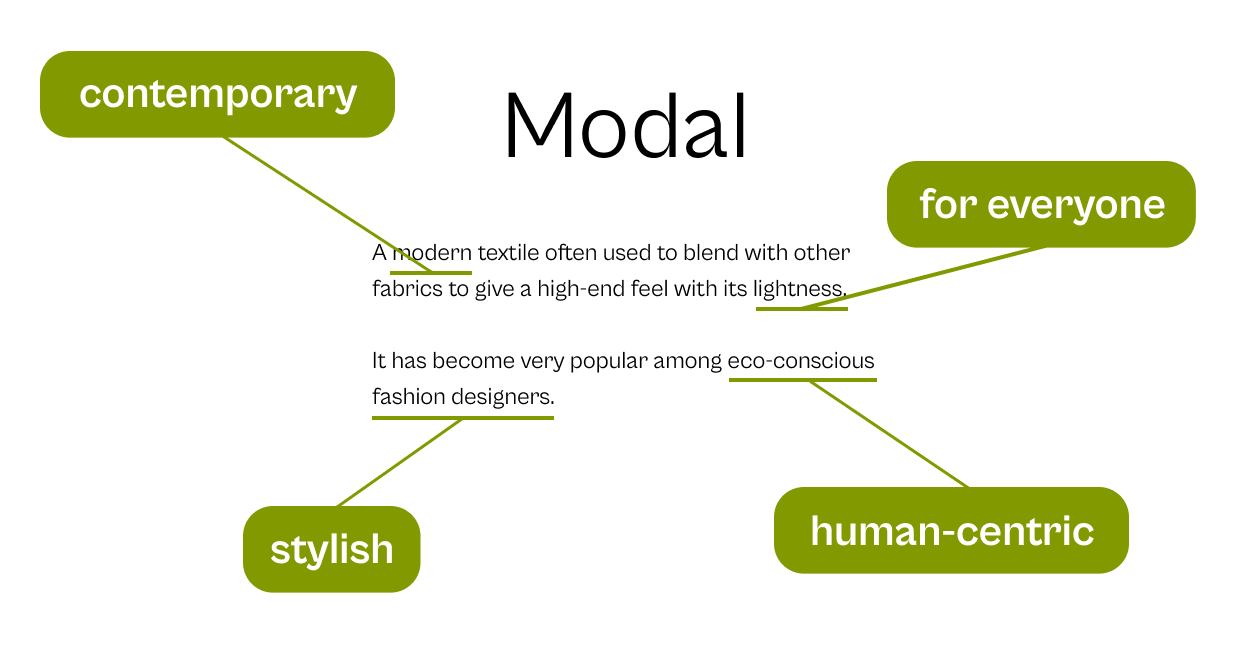 contemporary
Modal
for everyone
A modern textile often used to blend with other
fabrics to give a high-end feel with its lightness.
It has become very popular among eco-conscious
fashion designers.
human-centric
stylish